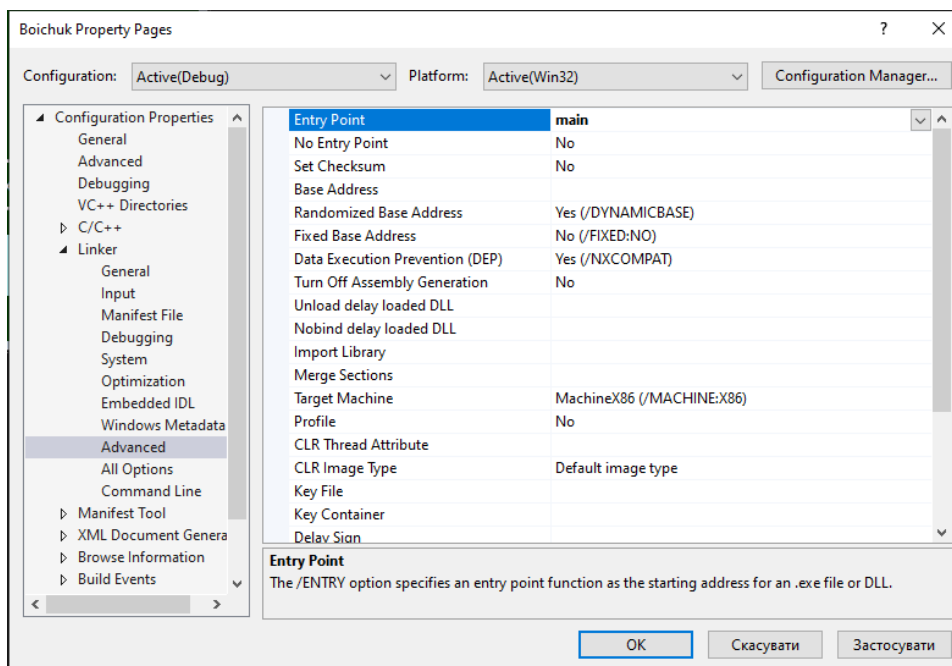 Boichuk Property Pages
Configuration: Active(Debug) Platform: Active(Win32) Configuration Manager...
Configuration Properties
General
Advanced
Debugging
VC++ Directories
C/C++
Linker
General
Input
Manifest File
Debugging
System
Optimization
Embedded IDL
Windows Metadata
Advanced
All Options
Command Line
Manifest Tool
XML Document Genera
Browse Information
Build Events
Entry Point main
No Entry Point No
Set Checksum No
Base Address
Randomized Base Address Yes (/DYNAMICBASE)
Fixed Base Address No (/FIXED:NO)
Data Execution Prevention (DEP) Yes (/NXCOMPAT)
Turn Off Assembly Generation No
Unload delay loaded DLL
Nobind delay loaded DLL
Import Library
Merge Sections
Target Machine MachineX86 (/MACHINE:X86)
Profile No
CLR Thread Attribute
CLR Image Type Default image type
Key File
Key Container
Delay Sign
Entry Point
The /ENTRY option specifies an entry point function as the starting address for an .exe file or DLL.
OK Скасувати Застосувати